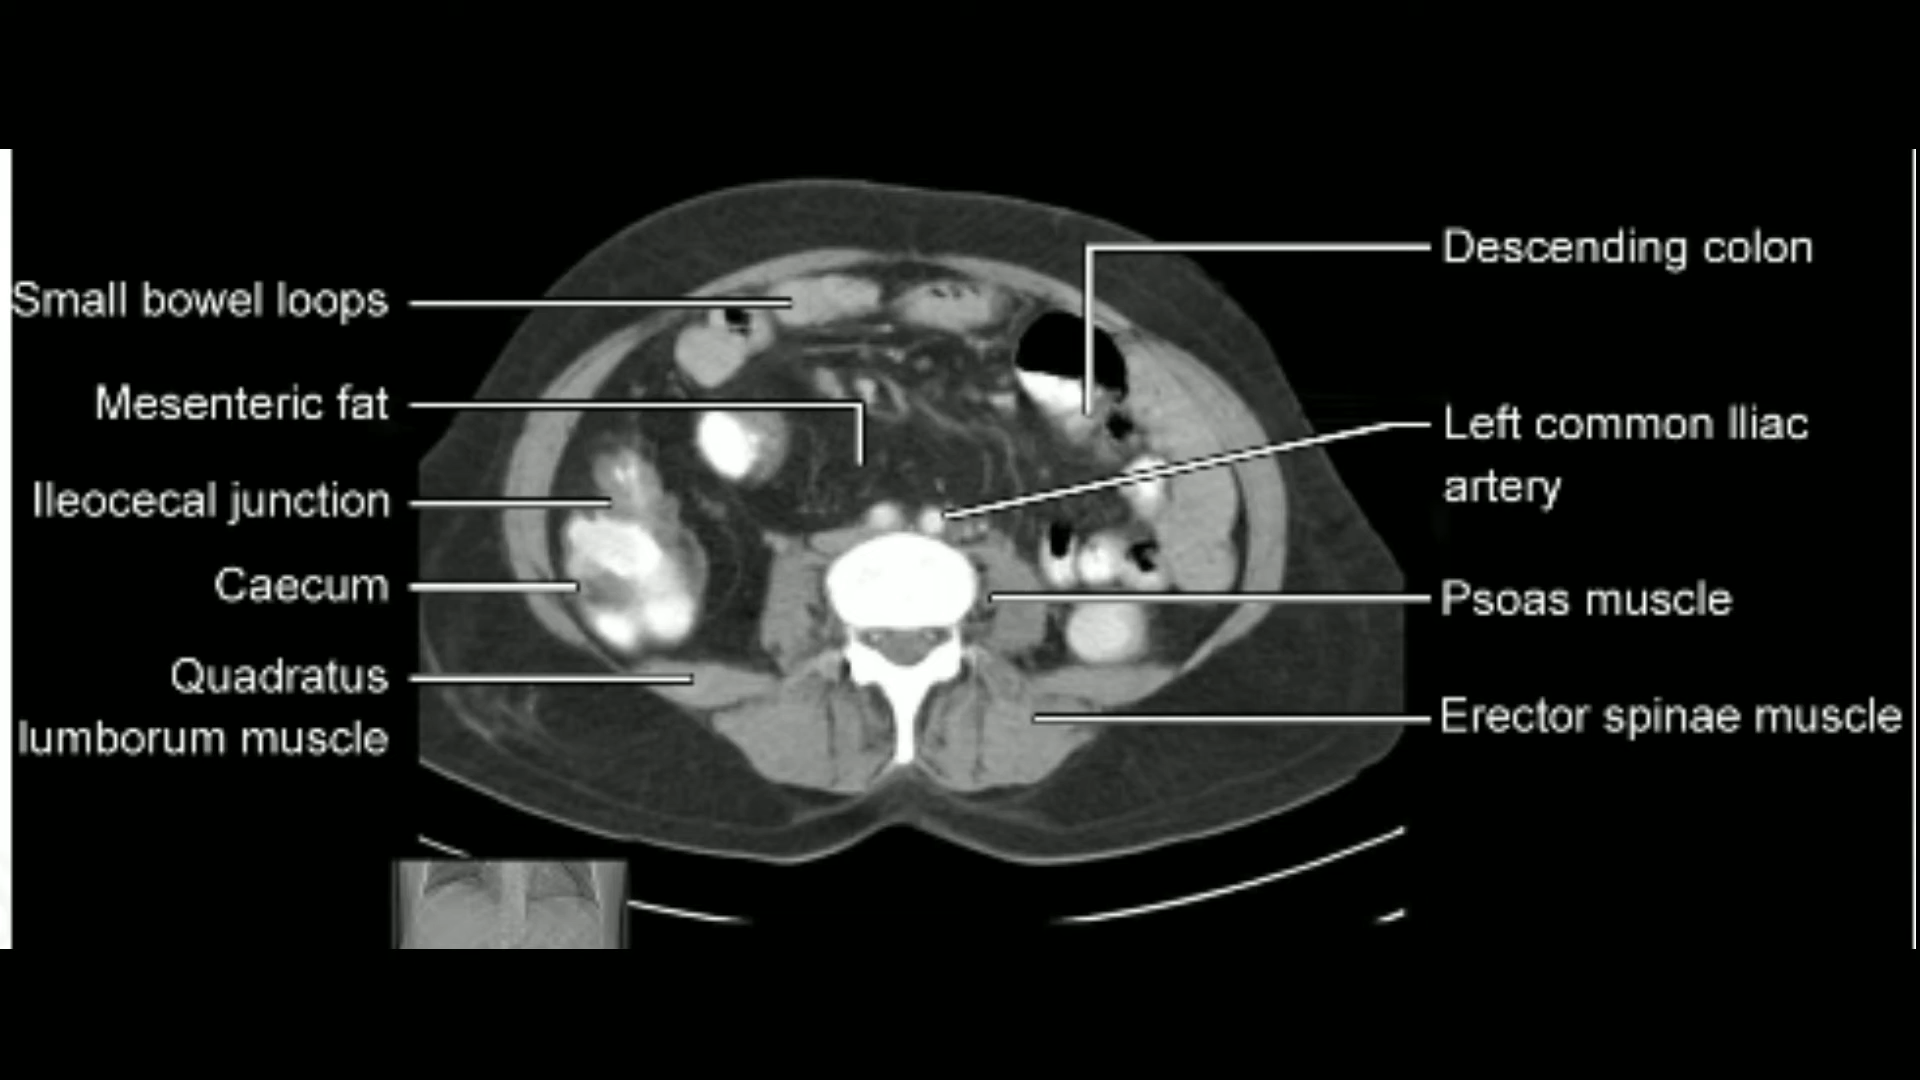 Small bowel loops
Mesenteric fat
Ileocecal junction
Caecum
Quadratus
lumborum muscle
Descending colon
Left common Iliac
artery
Psoas muscle
Erector spinae muscle